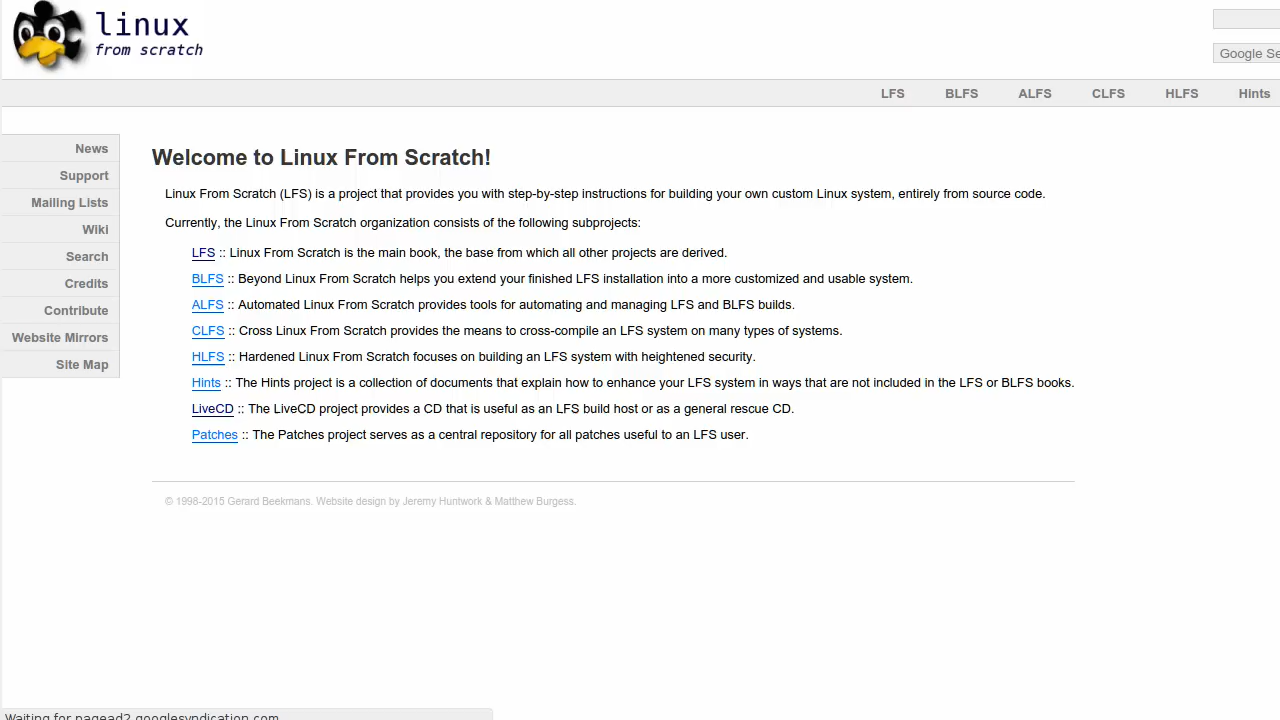 linux
from scratch
Google Se
LFS BLFS ALFS CLFS HLFS Hints
News
Support
Mailing Lists
Wiki
Search
Credits
Contribute
Website Mirrors
Site Map
Welcome to Linux From Scratch!
Linux From Scratch (LFS) is a project that provides you with step-by-step instructions for building your own custom Linux system, entirely from source code.
Currently, the Linux From Scratch organization consists of the following subprojects:
LFS :: Linux From Scratch is the main book, the base from which all other projects are derived.
BLFS :: Beyond Linux From Scratch helps you extend your finished LFS installation into a more customized and usable system.
ALFS :: Automated Linux From Scratch provides tools for automating and managing LFS and BLFS builds.
CLFS :: Cross Linux From Scratch provides the means to cross-compile an LFS system on many types of systems.
HLFS :: Hardened Linux From Scratch focuses on building an LFS system with heightened security.
Hints :: The Hints project is a collection of documents that explain how to enhance your LFS system in ways that are not included in the LFS or BLFS books.
LiveCD :: The LiveCD project provides a CD that is useful as an LFS build host or as a general rescue CD.
Patches :: The Patches project serves as a central repository for all patches useful to an LFS user.
© 1998-2015 Gerard Beekmans. Website design by Jeremy Huntwork & Matthew Burgess.
Waiting for pagead2.googlesyndication.com